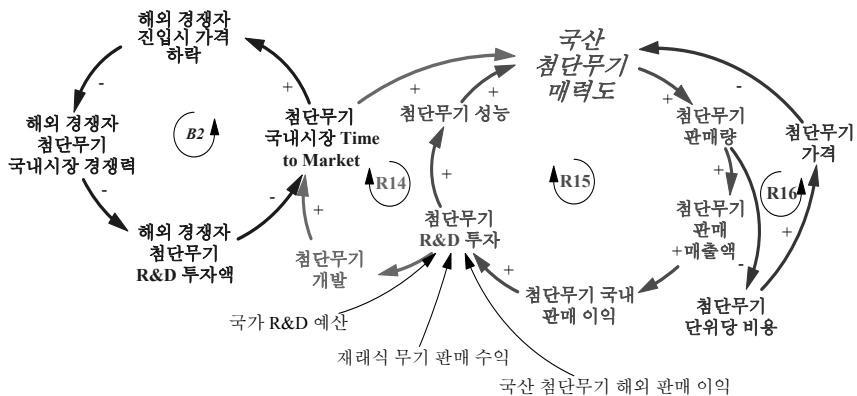 해외 경쟁자
진입시 가격
하락
-
+
해외 경쟁자
첨단무기
국내시장 경쟁력
B2
첨단무기
국내시장 Time
to Market
-
-
해외 경쟁자
첨단무기
R&D 투자액
+
첨단무기
개발
R14
+
첨단무기 성능
+
+
첨단무기
R&D 투자
국산
첨단무기
매력도
R15
+
첨단무기
판매량
-
첨단무기
가격
+
R16
첨단무기
판매
+매출액
-
+
첨단무기
단위당 비용
+
첨단무기 국내
판매 이익
국가 R&D 예산
재래식 무기 판매 수익
국산 첨단무기 해외 판매 이익